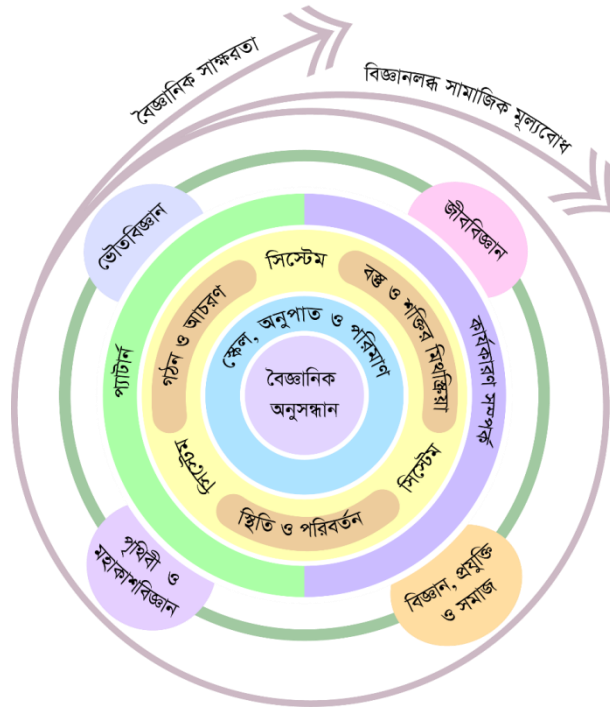 বৈজ্ঞানিক সাক্ষরতা
বিজ্ঞানলব্ধ সামাজিক মূল্যবোধ
ভৌতবিজ্ঞান
জীববিজ্ঞান
সিস্টেম
গঠন ও আচরণ
বস্তু ও শক্তির মিথস্ক্রিয়া
স্কেল, অনুপাত ও পরিমাণ
প্যাটার্ন
কার্যকারণ সম্পর্ক
বৈজ্ঞানিক
অনুসন্ধান
সিস্টেম
সিস্টেম
স্থিতি ও পরিবর্তন
পৃথিবী ও
মহাকাশবিজ্ঞান
বিজ্ঞান, প্রযুক্তি
ও সমাজ